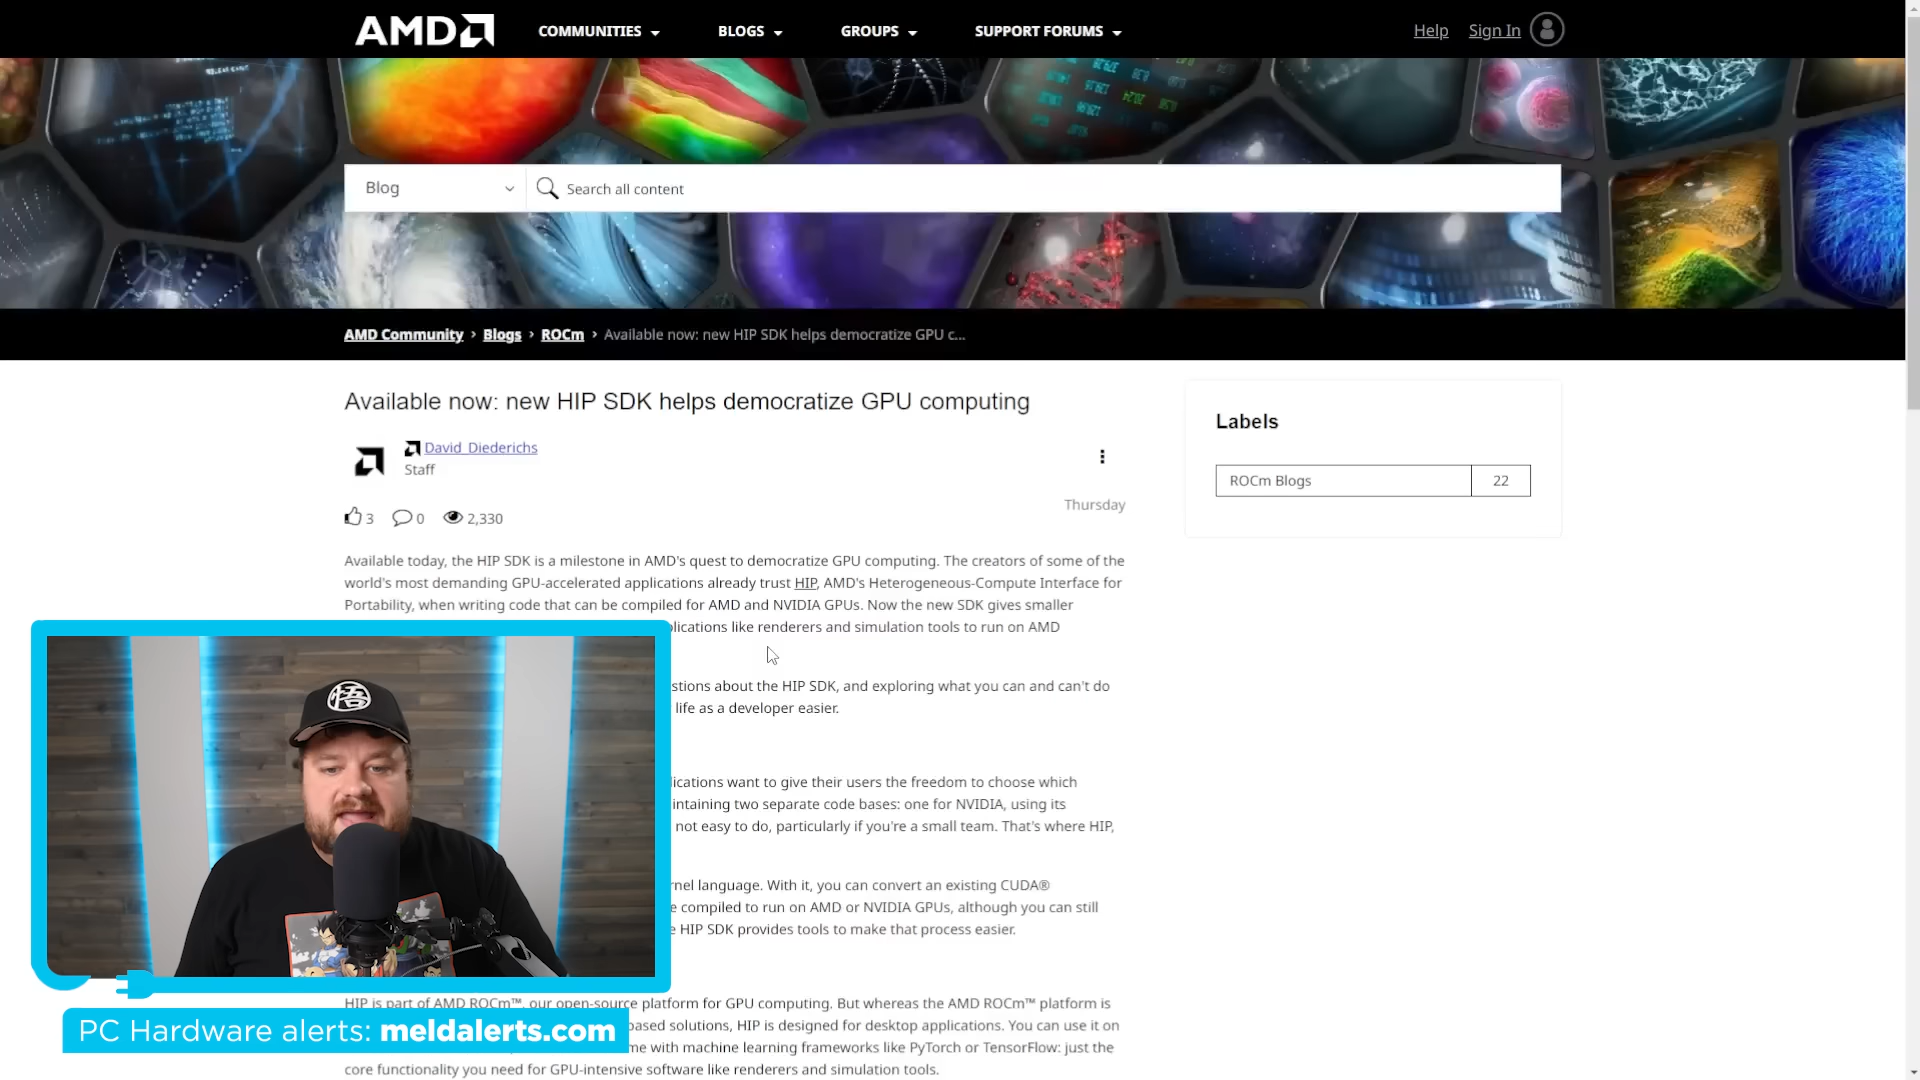 AMD
COMMUNITIES
BLOGS
GROUPS
SUPPORT FORUMS
Help
Sign In
Blog
Search all content
AMD Community › Blogs › ROCm › Available now: new HIP SDK helps democratize GPU c...
Available now: new HIP SDK helps democratize GPU computing
David_Diederichs
Staff
3 0 2,330
Thursday
Labels
ROCm Blogs 22
Available today, the HIP SDK is a milestone in AMD's quest to democratize GPU computing. The creators of some of the
world's most demanding GPU-accelerated applications already trust HIP, AMD's Heterogeneous-Compute Interface for
Portability, when writing code that can be compiled for AMD and NVIDIA GPUs. Now the new SDK gives smaller
plications like renderers and simulation tools to run on AMD
stions about the HIP SDK, and exploring what you can and can't do
life as a developer easier.
lications want to give their users the freedom to choose which
intaining two separate code bases: one for NVIDIA, using its
not easy to do, particularly if you're a small team. That's where HIP,
rnel language. With it, you can convert an existing CUDA®
e compiled to run on AMD or NVIDIA GPUs, although you can still
e HIP SDK provides tools to make that process easier.
HIP is part of AMD ROCm™, our open-source platform for GPU computing. But whereas the AMD ROCm™ platform is
based solutions, HIP is designed for desktop applications. You can use it on
me with machine learning frameworks like PyTorch or TensorFlow: just the
core functionality you need for GPU-intensive software like renderers and simulation tools.
悟
PC Hardware alerts: meldalerts.com